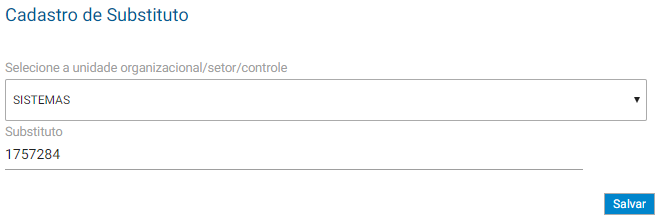 Cadastro de Substituto
Selecione a unidade organizacional/setor/controle
SISTEMAS
Substituto
1757284
Salvar